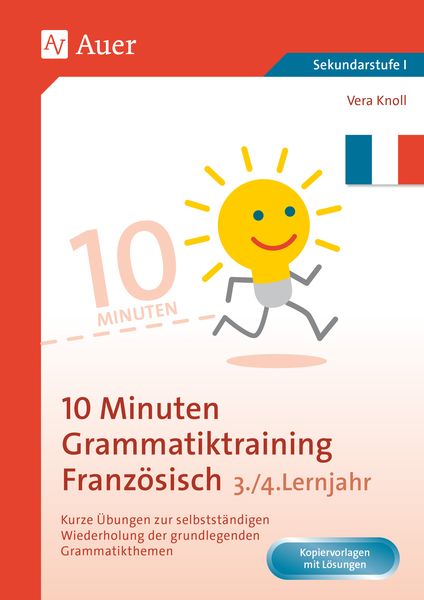 AV Auer
Sekundarstufe I
Vera Knoll
10
MINUTEN
10 Minuten
Grammatiktraining
Französisch 3./4.Lernjahr
Kurze Übungen zur selbstständigen
Wiederholung der grundlegenden
Grammatikthemen
Kopiervorlagen
mit Lösungen